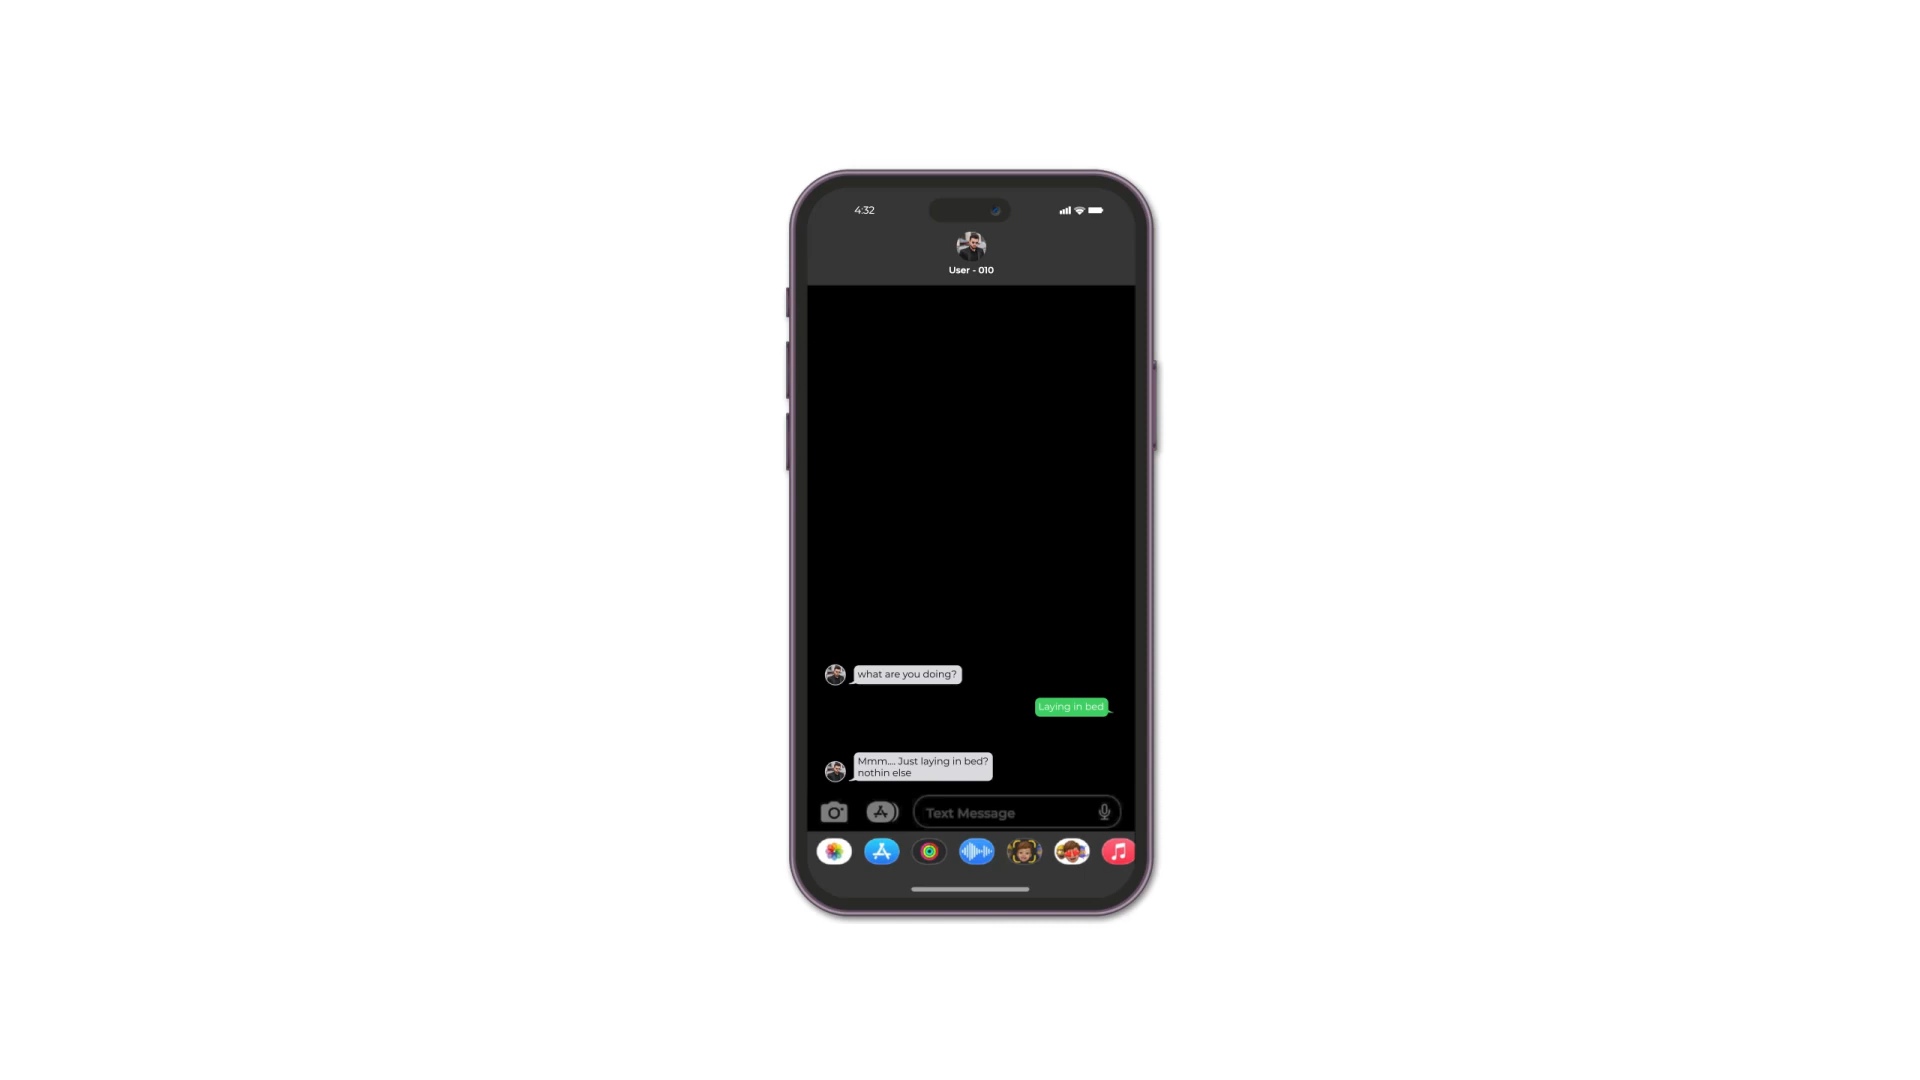 4:32
User - 010
what are you doing?
Laying in bed
Mmm.... Just laying in bed?
nothin else
Text Message